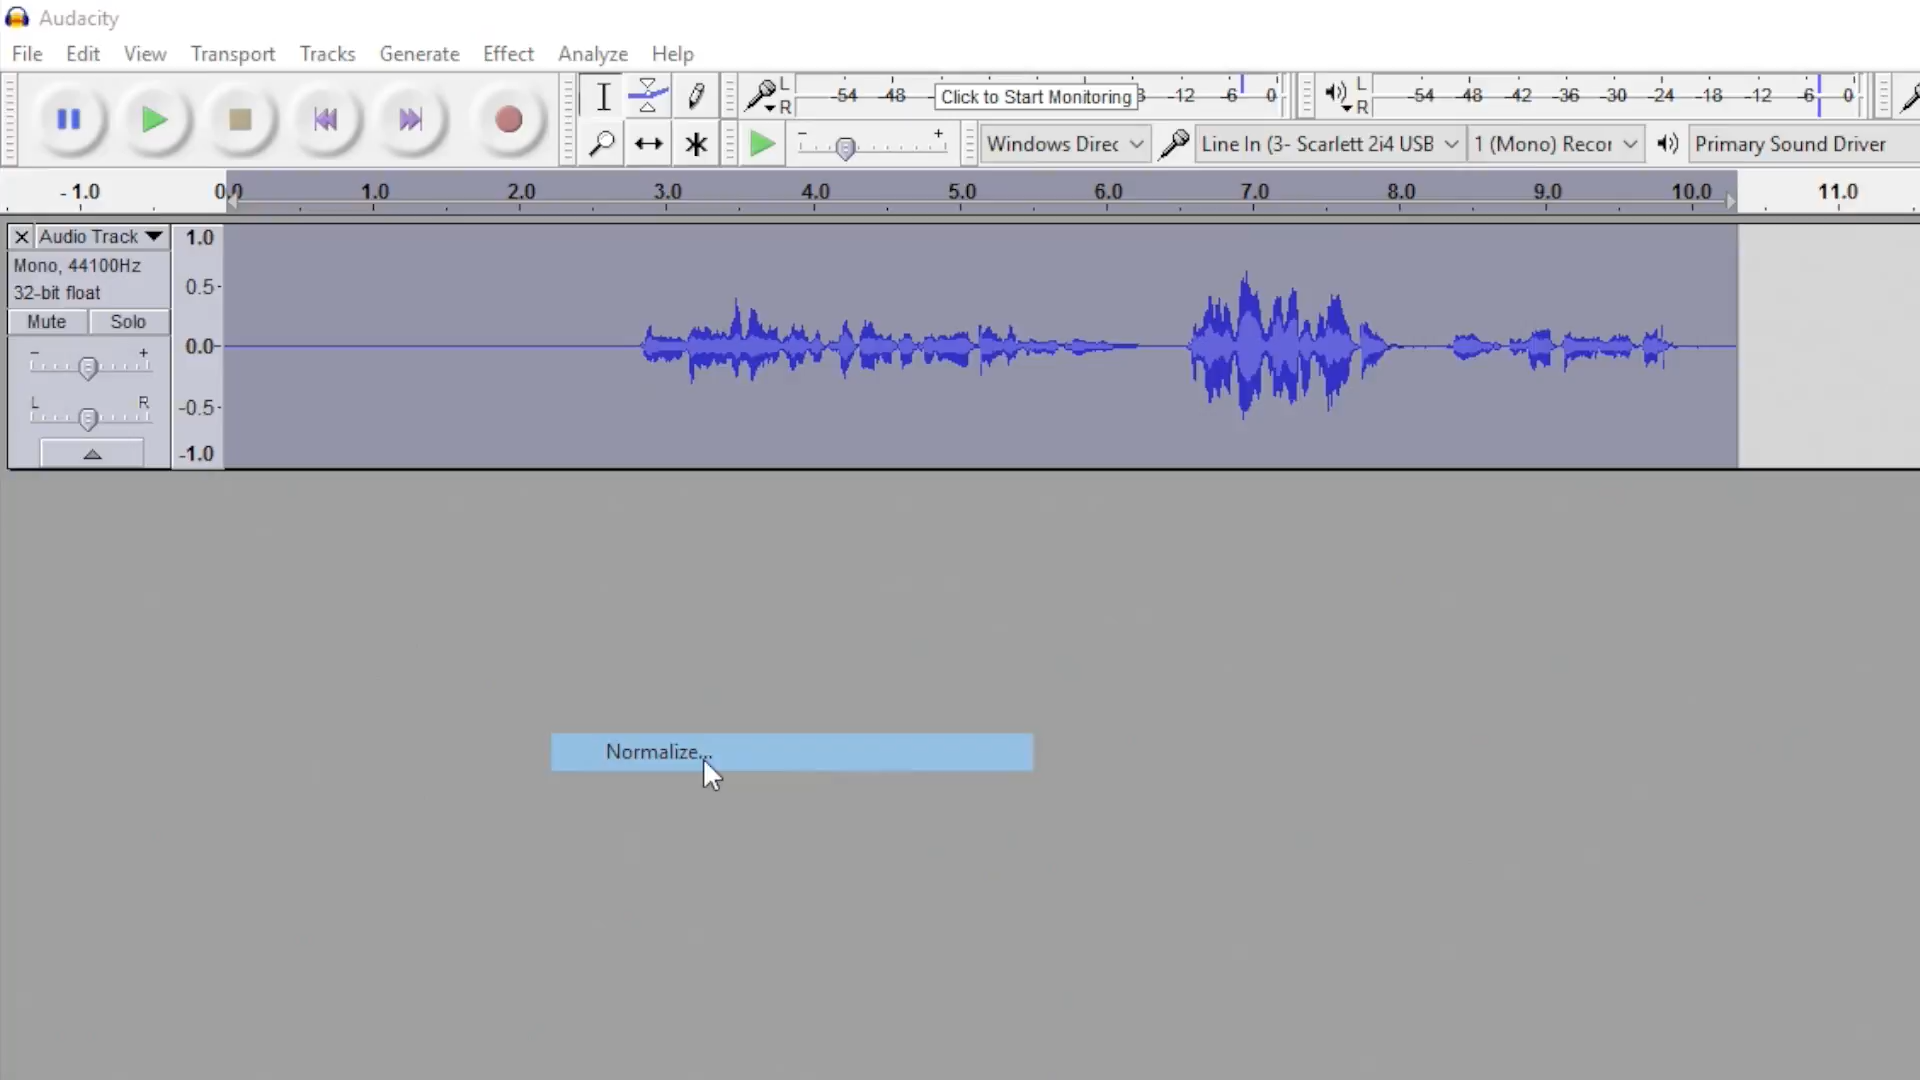 Audacity
File Edit View Transport Tracks Generate Effect Analyze Help
L -54 -48 Click to Start Monitoring -12 -6 0 L -54 -48 -42 -36 -30 -24 -18 -12 -6 0
R R
- + Windows Direc Line In (3- Scarlett 2i4 USB 1 (Mono) Recor Primary Sound Driver
- 1.0 0.0 1.0 2.0 3.0 4.0 5.0 6.0 7.0 8.0 9.0 10.0 11.0
X Audio Track 1.0
Mono, 44100Hz
0.5
32-bit float
Mute Solo
0.0
- +
L R
-0.5
-1.0
Normalize...